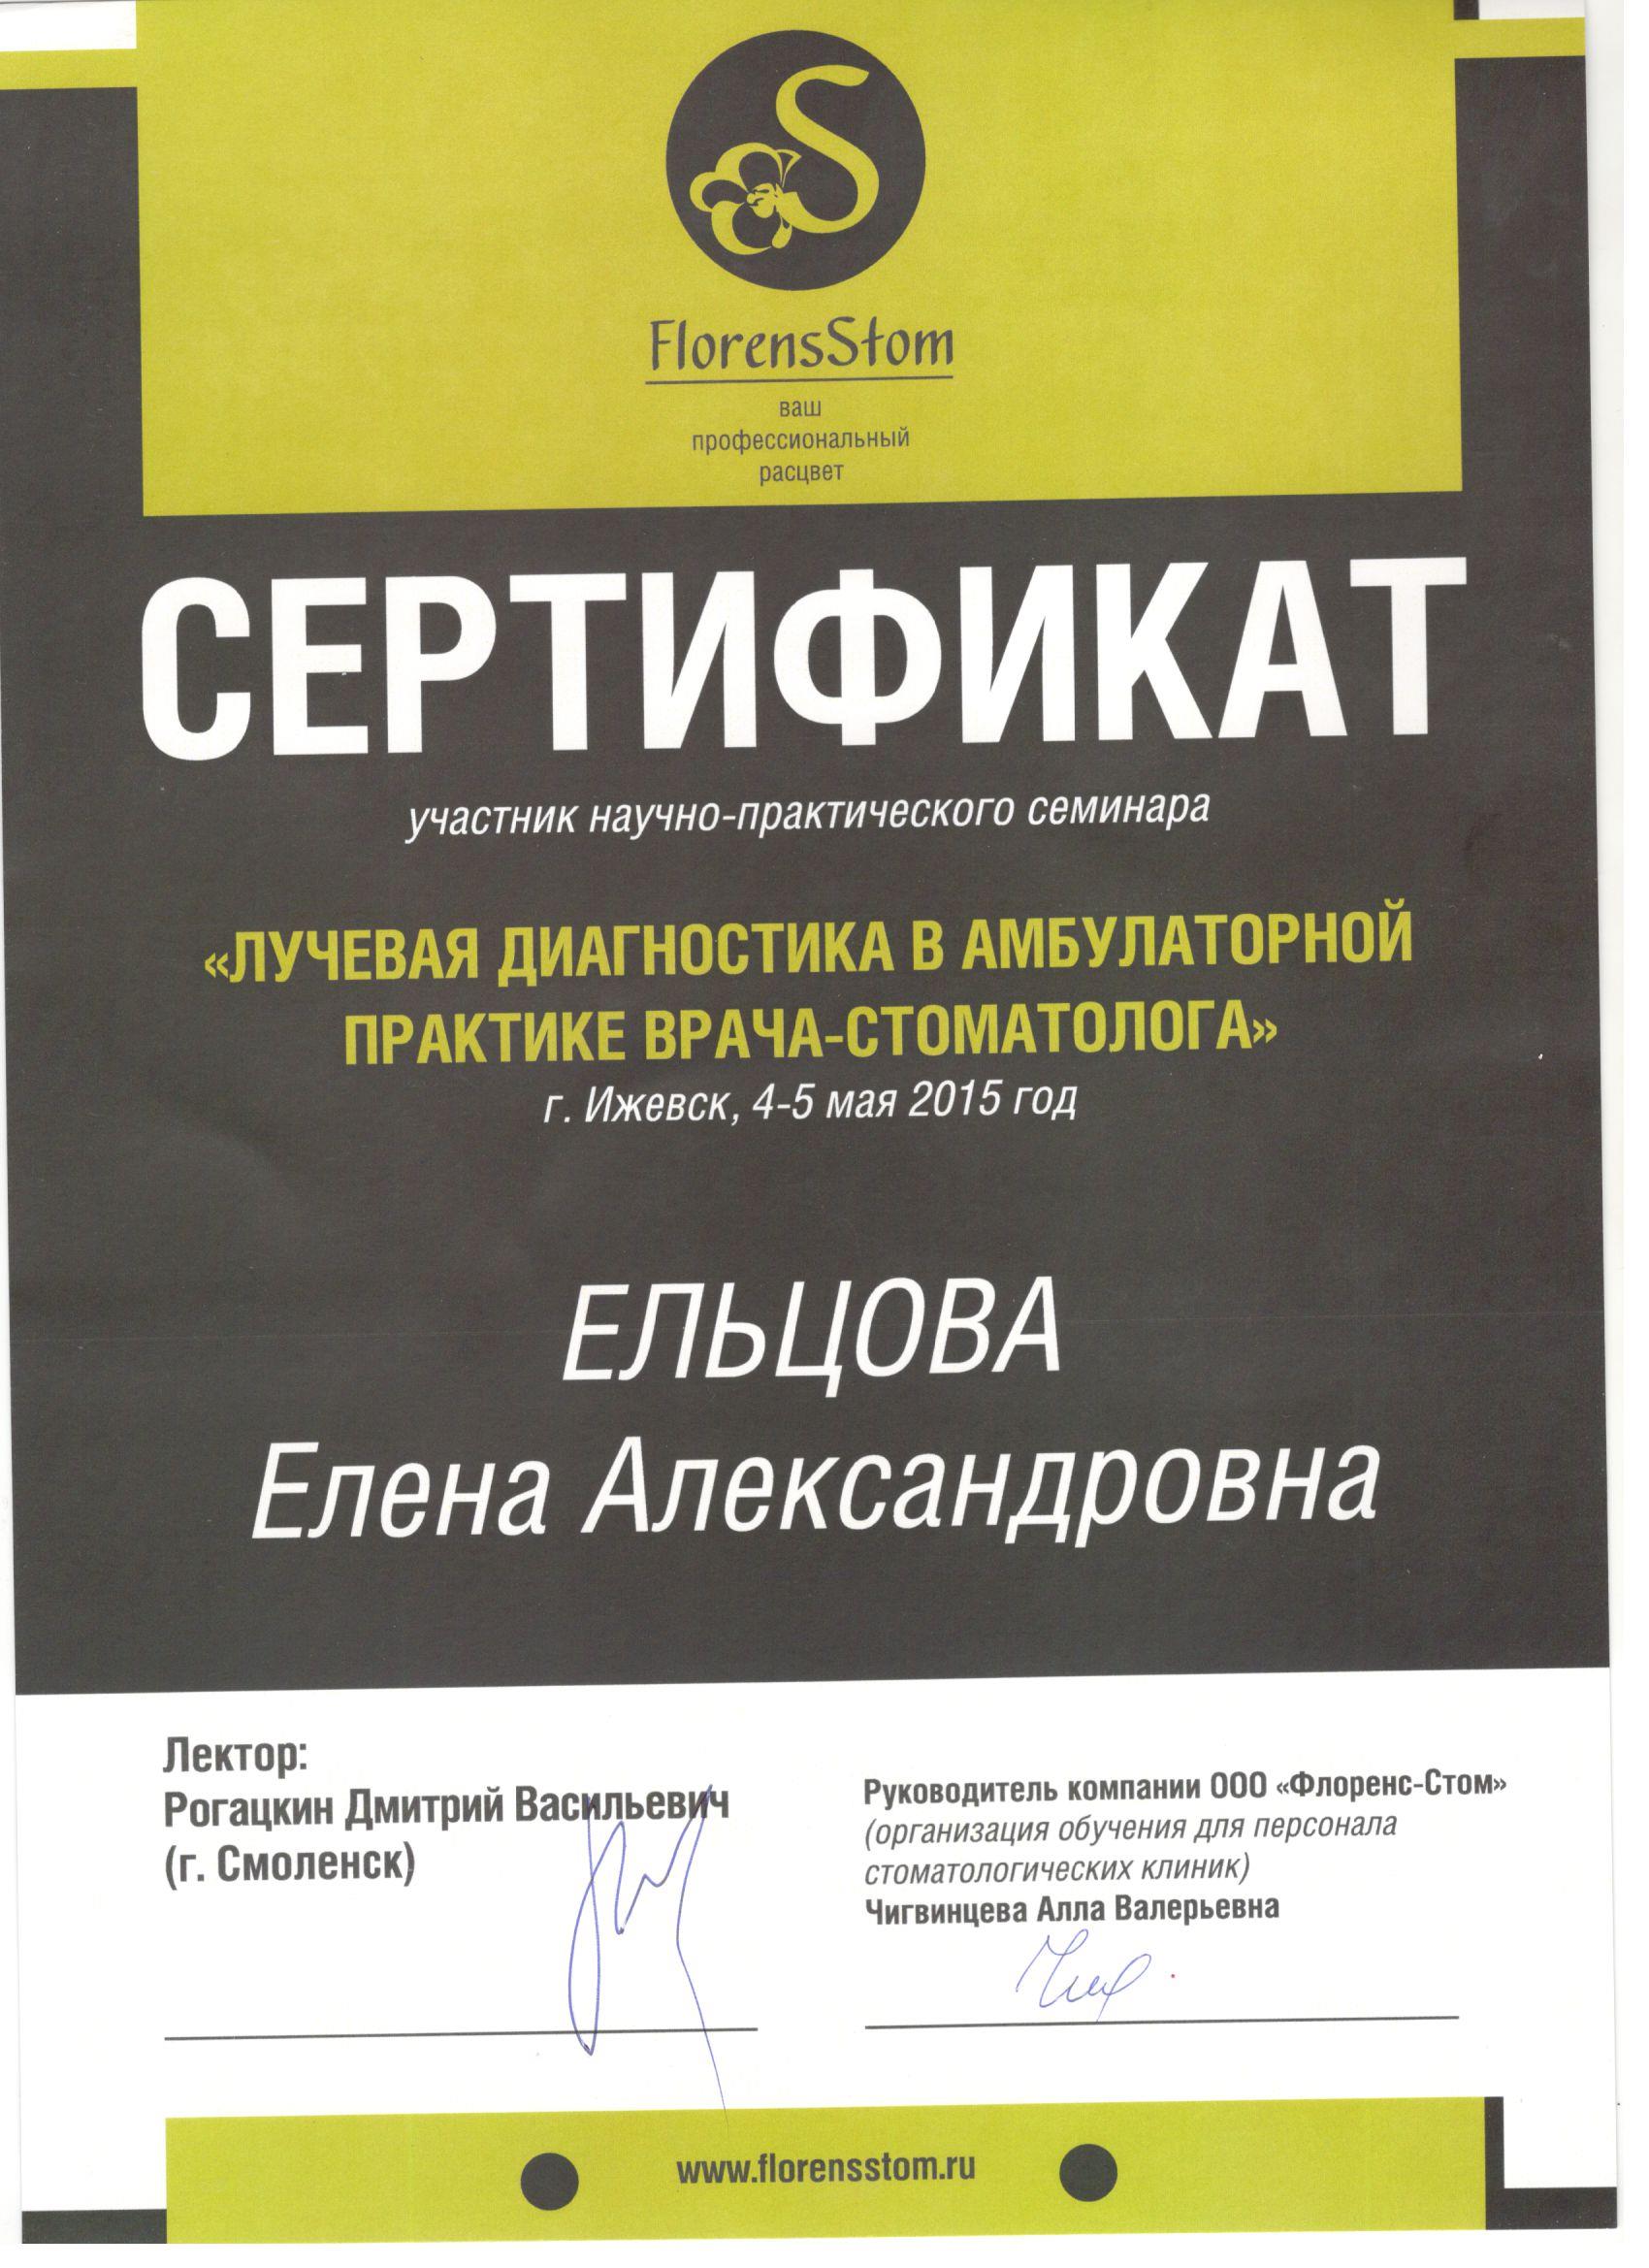 S
FlorensStom
ваш
профессиональный
расцвет
СЕРТИФИКАТ
участник научно-практического семинара
«ЛУЧЕВАЯ ДИАГНОСТИКА В АМБУЛАТОРНОЙ
ПРАКТИКЕ ВРАЧА-СТОМАТОЛОГА»
г. Ижевск, 4-5 мая 2015 год
ЕЛЬЦОВА
Елена Александровна
Лектор:
Рогацкин Дмитрий Васильевич
(г. Смоленск)
Руководитель компании ООО «Флоренс-Стом»
(организация обучения для персонала
стоматологических клиник)
Чигвинцева Алла Валерьевна
www.florensstom.ru